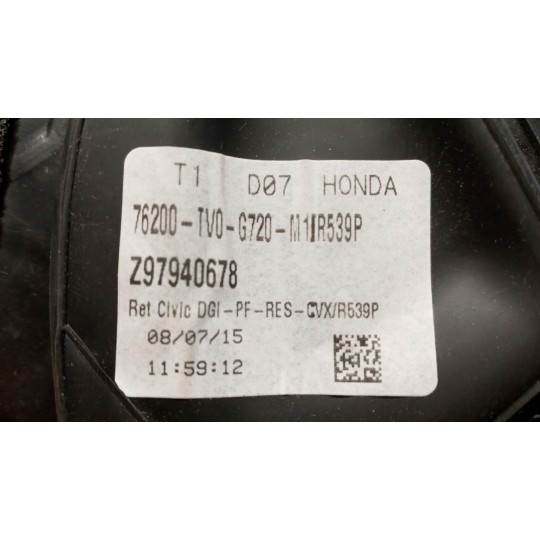 T1 D07 HONDA
76200-TV0-G720-M1|R539P
Z97940678
Ret Civic DGI-PF-RES-CVX/R539P
08/07/15
11:59:12